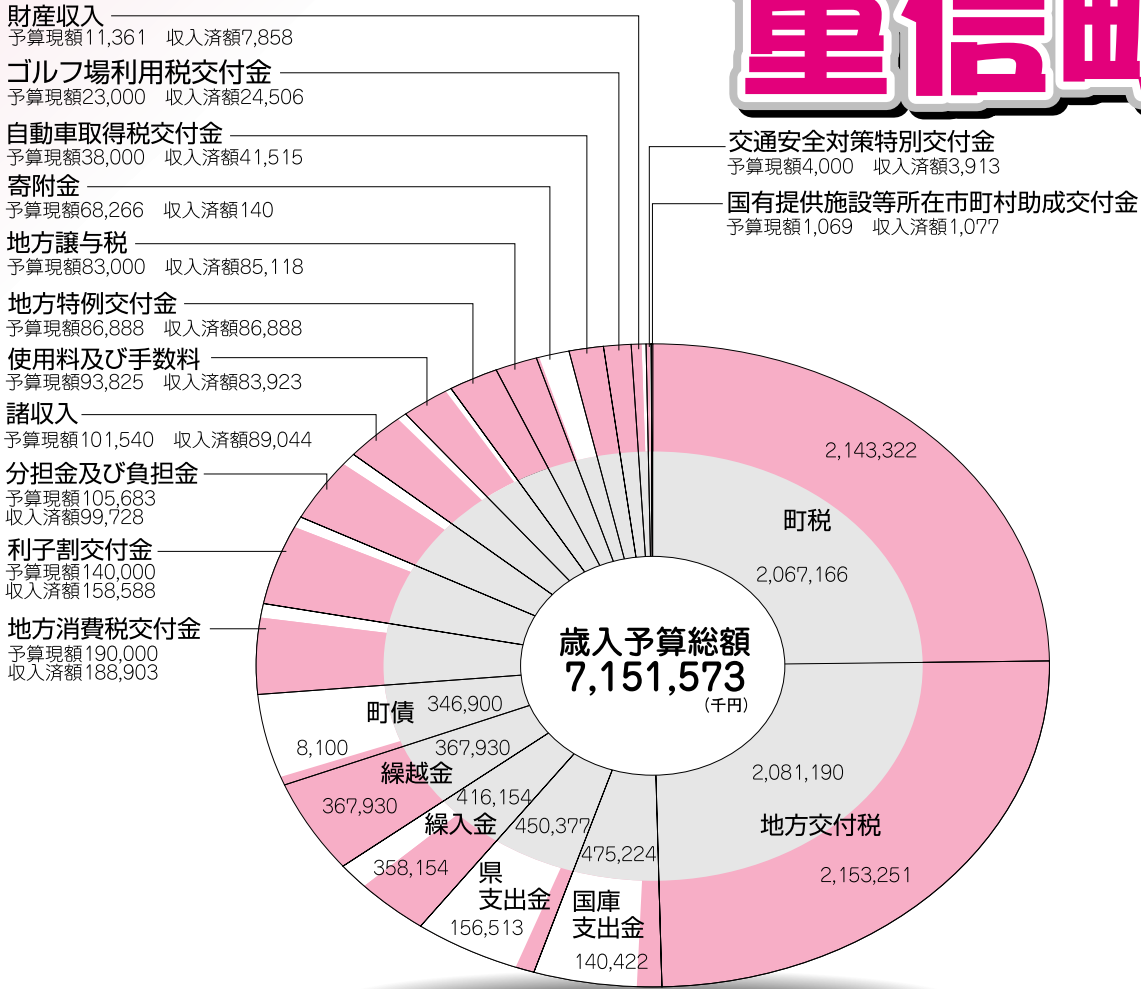 重信町
財産収入
予算現額11,361　収入済額7,858
ゴルフ場利用税交付金
予算現額23,000　収入済額24,506
自動車取得税交付金
予算現額38,000　収入済額41,515
寄附金
予算現額68,266　収入済額140
地方譲与税
予算現額83,000　収入済額85,118
地方特例交付金
予算現額86,888　収入済額86,888
使用料及び手数料
予算現額93,825　収入済額83,923
諸収入
予算現額101,540　収入済額89,044
分担金及び負担金
予算現額105,683
収入済額99,728
利子割交付金
予算現額140,000
収入済額158,588
地方消費税交付金
予算現額190,000
収入済額188,903
交通安全対策特別交付金
予算現額4,000　収入済額3,913
国有提供施設等所在市町村助成交付金
予算現額1,069　収入済額1,077
2,143,322
町税
2,067,166
歳入予算総額
7,151,573
(千円)
2,081,190
地方交付税
2,153,251
475,224
国庫
支出金
140,422
450,377
県
支出金
156,513
416,154
繰入金
358,154
367,930
繰越金
367,930
346,900
町債
8,100